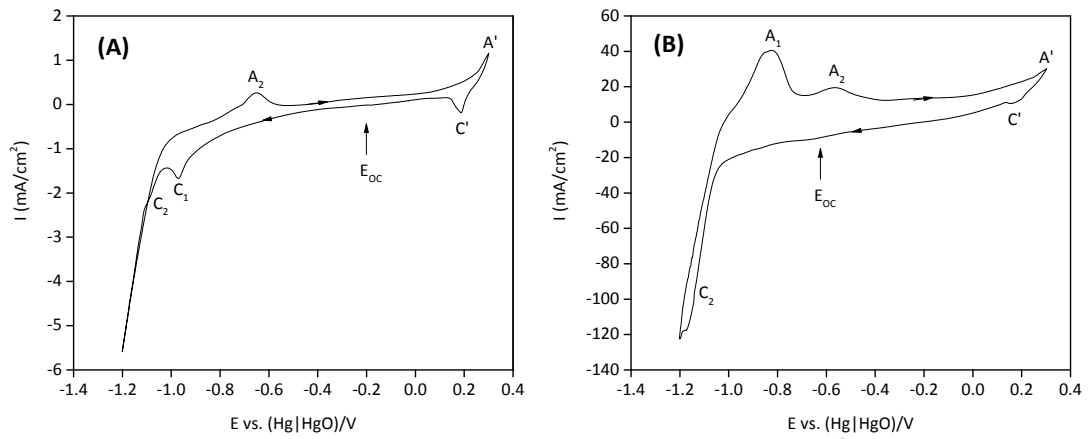 (A)
2
1
0
-1
-2
-3
-4
-5
-6
I (mA/cm²)
-1.4 -1.2 -1.0 -0.8 -0.6 -0.4 -0.2 0.0 0.2 0.4
E vs. (Hg|HgO)/V
A₂
A'
C'
C₁
C₂
E_OC
(B)
60
40
20
0
-20
-40
-60
-80
-100
-120
-140
I (mA/cm²)
-1.4 -1.2 -1.0 -0.8 -0.6 -0.4 -0.2 0.0 0.2 0.4
E vs. (Hg|HgO)/V
A₁
A₂
A'
C'
E_OC
C₂